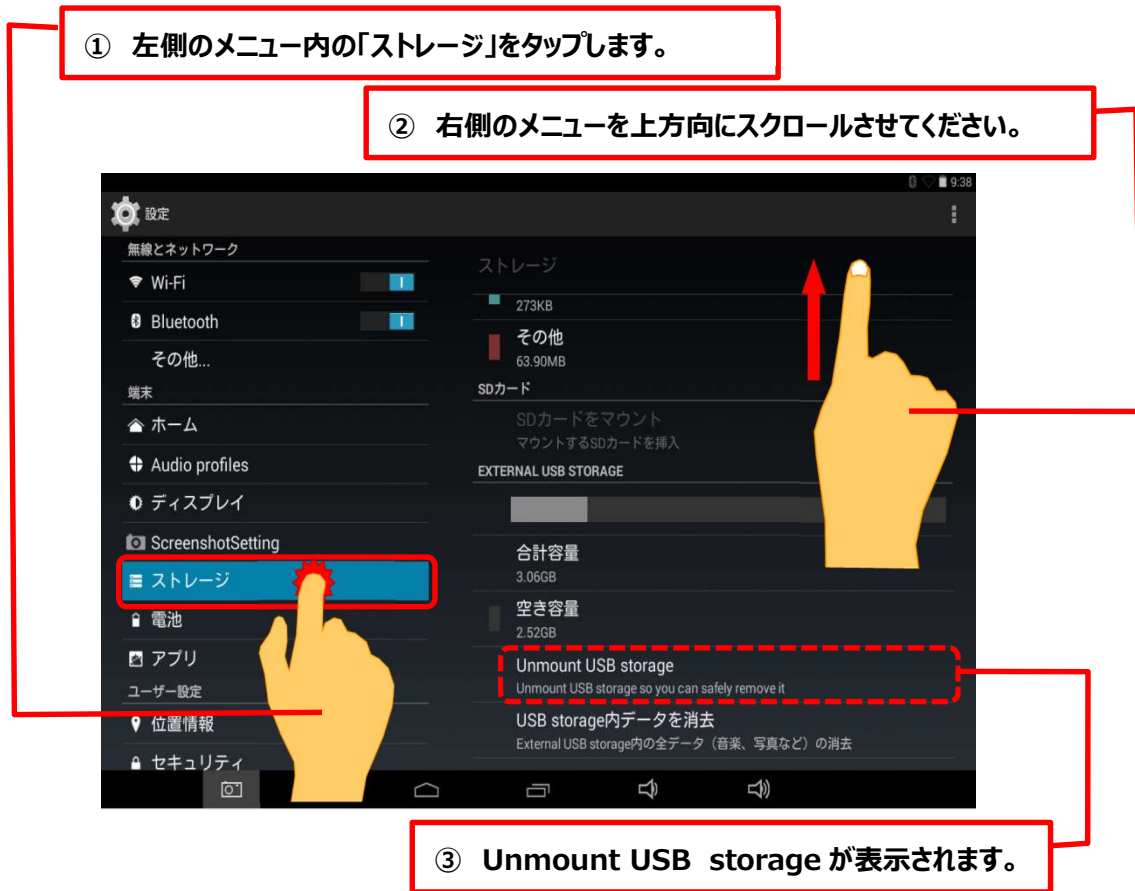 ① 左側のメニュー内の「ストレージ」をタップします。
② 右側のメニューを上方向にスクロールさせてください。
9:38
設定
無線とネットワーク
Wi-Fi
Bluetooth
その他...
端末
ホーム
Audio profiles
ディスプレイ
ScreenshotSetting
ストレージ
電池
アプリ
ユーザー設定
位置情報
セキュリティ
ストレージ
273KB
その他
63.90MB
SDカード
SDカードをマウント
マウントするSDカードを挿入
EXTERNAL USB STORAGE
合計容量
3.06GB
空き容量
2.52GB
Unmount USB storage
Unmount USB storage so you can safely remove it
USB storage内データを消去
External USB storage内の全データ（音楽、写真など）の消去
③ Unmount USB storage が表示されます。